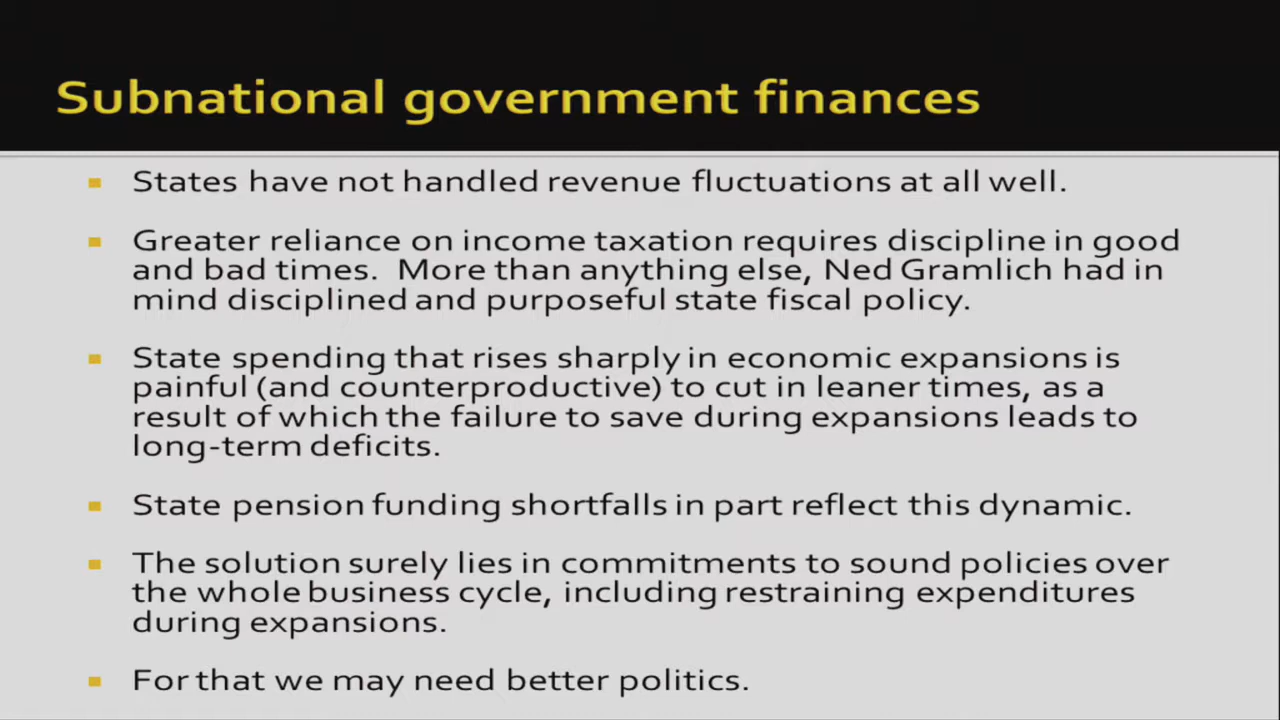 Subnational government finances
States have not handled revenue fluctuations at all well.
Greater reliance on income taxation requires discipline in good
and bad times. More than anything else, Ned Gramlich had in
mind disciplined and purposeful state fiscal policy.
State spending that rises sharply in economic expansions is
painful (and counterproductive) to cut in leaner times, as a
result of which the failure to save during expansions leads to
long-term deficits.
State pension funding shortfalls in part reflect this dynamic.
The solution surely lies in commitments to sound policies over
the whole business cycle, including restraining expenditures
during expansions.
For that we may need better politics.